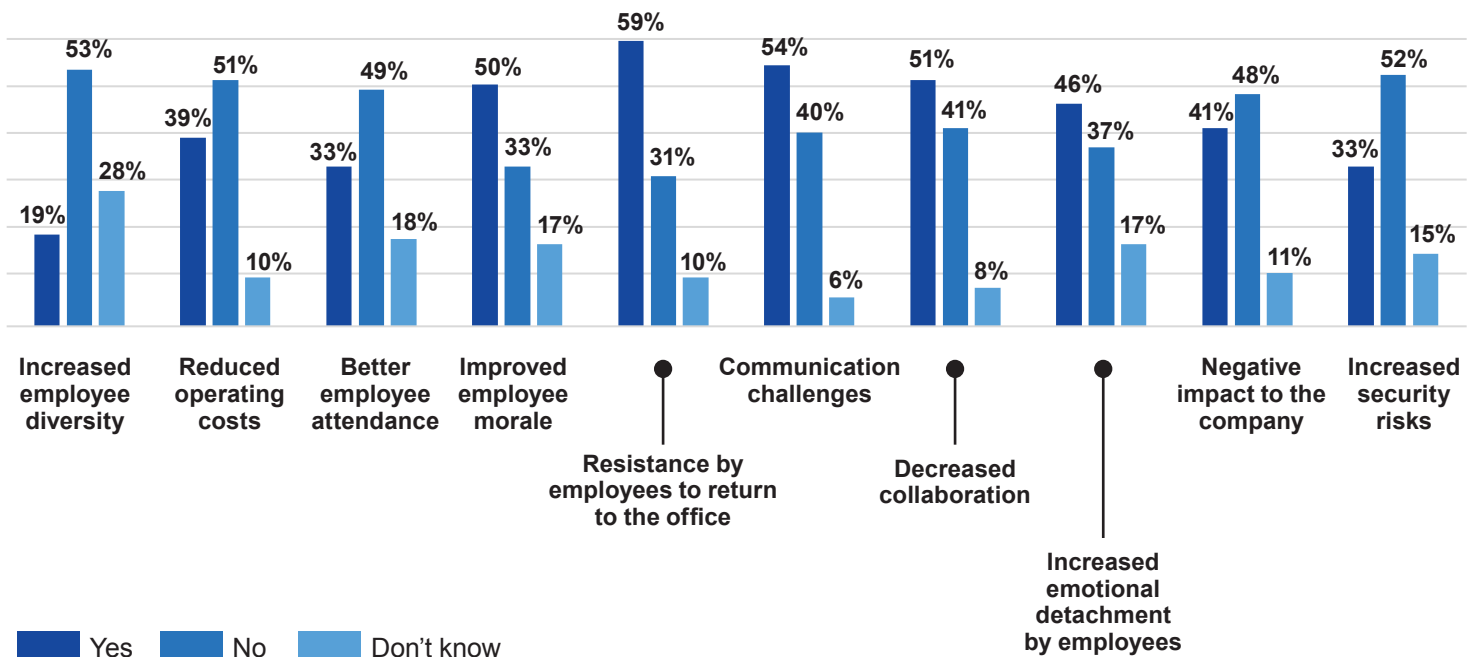 19%
53%
28%
39%
51%
10%
33%
49%
18%
50%
33%
17%
59%
31%
10%
54%
40%
6%
51%
41%
8%
46%
37%
17%
41%
48%
11%
33%
52%
15%
Increased
employee
diversity
Reduced
operating
costs
Better
employee
attendance
Improved
employee
morale
Resistance by
employees to return
to the office
Communication
challenges
Decreased
collaboration
Increased
emotional
detachment
by employees
Negative
impact to the
company
Increased
security
risks
Yes
No
Don't know